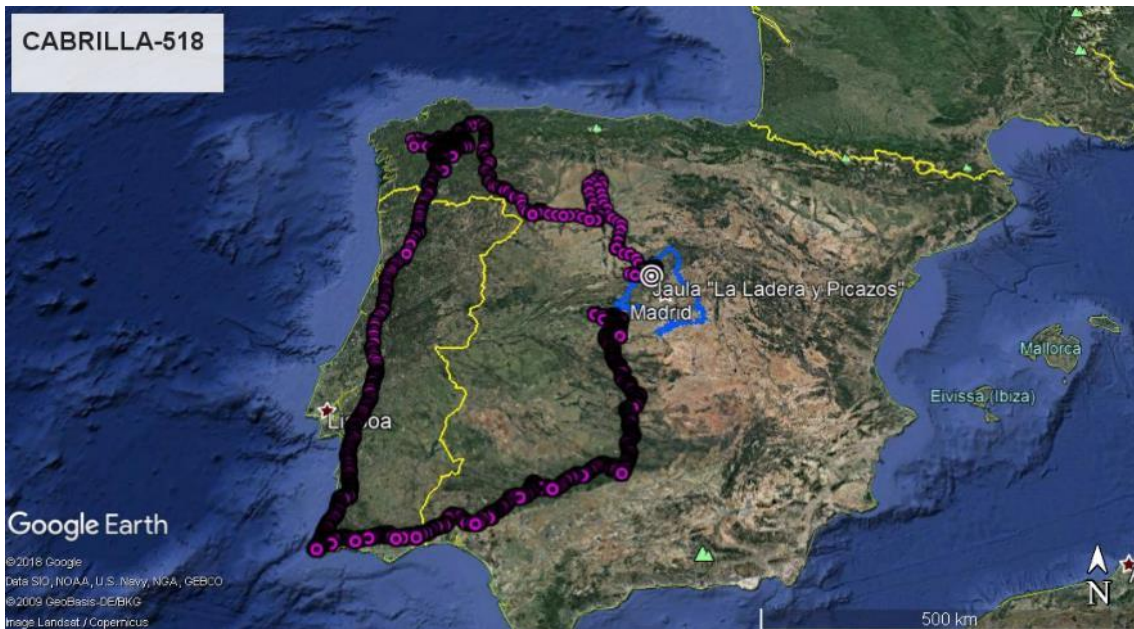 CABRILLA-518
Jaula "La Ladera y Picazos"
Madrid
Mallorca
Eivissa (Ibiza)
Lisboa
Google Earth
©2018 Google
Data SIO, NOAA, U.S. Navy, NGA, GEBCO
©2009 GeoBasis-DE/BKG
Image Landsat / Copernicus
N
500 km